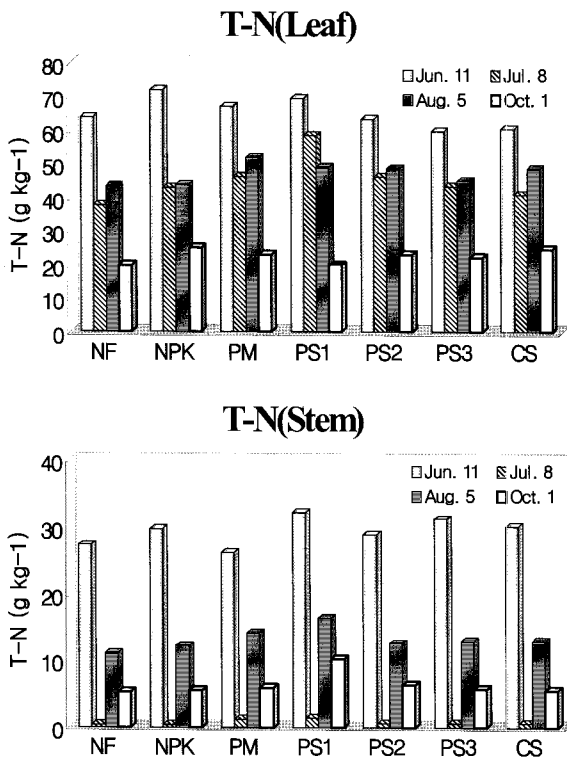 T-N(Leaf)
Jun. 11 Jul. 8
Aug. 5 Oct. 1
80
70
60
50
40
30
20
10
0
T-N (g kg-1)
NF NPK PM PS1 PS2 PS3 CS
T-N(Stem)
Jun. 11 Jul. 8
Aug. 5 Oct. 1
40
30
20
10
0
T-N (g kg-1)
NF NPK PM PS1 PS2 PS3 CS